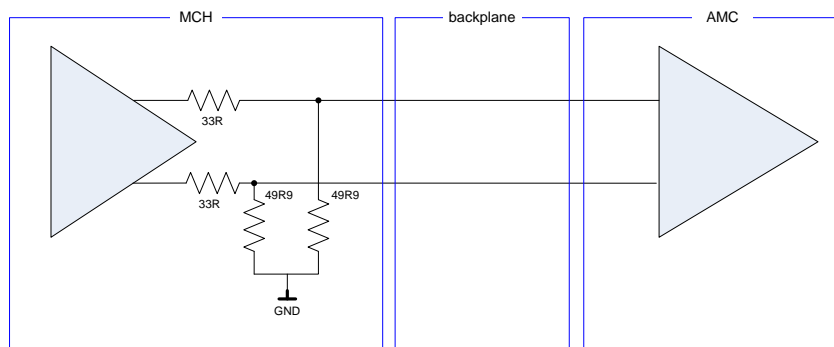 MCH
backplane
AMC
33R
33R
49R9
49R9
GND